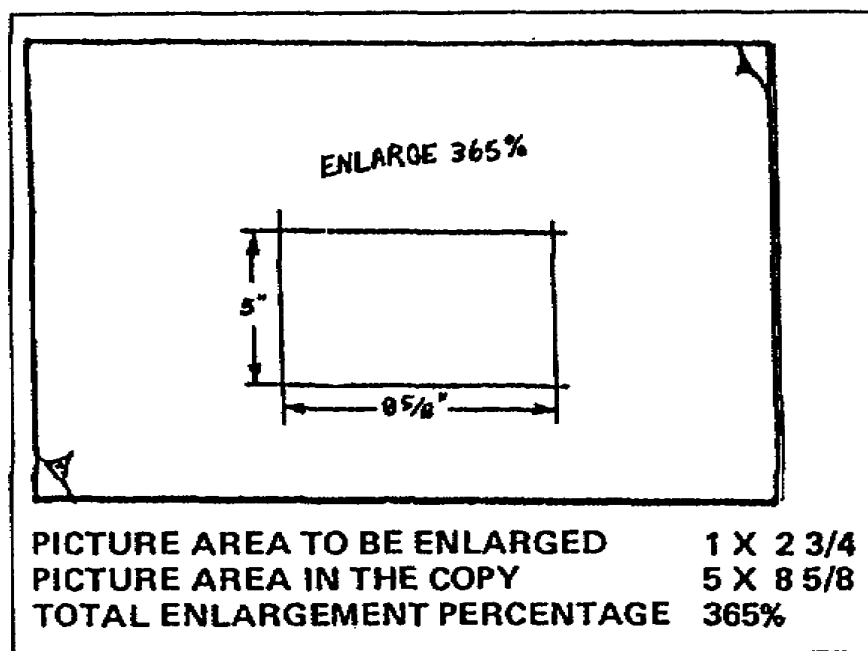 ENLARGE 365%
5"
8 5/8"
PICTURE AREA TO BE ENLARGED 1 X 2 3/4
PICTURE AREA IN THE COPY 5 X 8 5/8
TOTAL ENLARGEMENT PERCENTAGE 365%